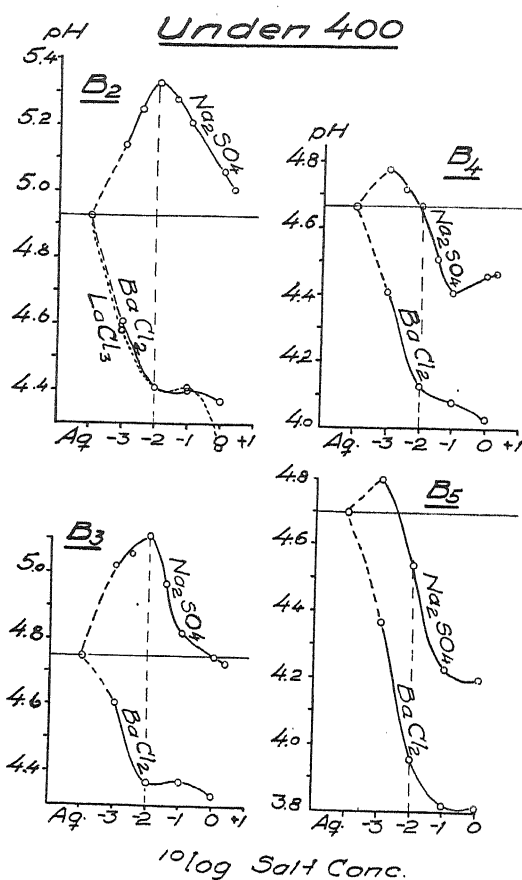 Under 400
pH
5.4
B2
Na2SO4
5.2
5.0
4.8
4.6
4.4
BaCl2
LaCl3
Aq. -3 -2 -1 0 +1
pH
B4
4.8
4.6
4.4
4.2
4.0
Na2SO4
BaCl2
Aq. -3 -2 -1 0 +1
B3
5.0
4.8
4.6
4.4
Na2SO4
BaCl2
Aq. -3 -2 -1 0 +1
B5
4.8
4.6
4.4
4.2
4.0
3.8
Na2SO4
BaCl2
Aq. -3 -2 -1 0
10log Salt Conc.